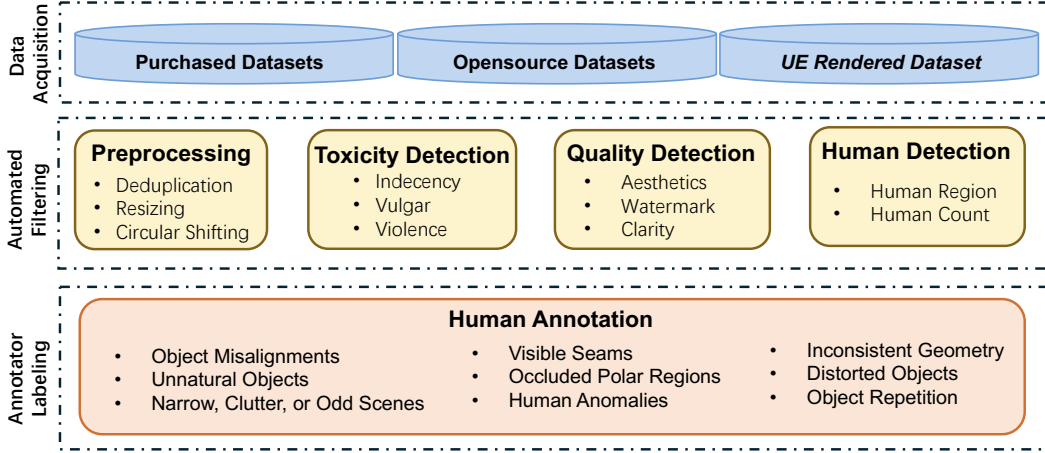 Data Acquisition
Purchased Datasets
Opensource Datasets
UE Rendered Dataset
Automated Filtering
Preprocessing
• Deduplication
• Resizing
• Circular Shifting
Toxicity Detection
• Indecency
• Vulgar
• Violence
Quality Detection
• Aesthetics
• Watermark
• Clarity
Human Detection
• Human Region
• Human Count
Annotator Labeling
Human Annotation
• Object Misalignments
• Unnatural Objects
• Narrow, Clutter, or Odd Scenes
• Visible Seams
• Occluded Polar Regions
• Human Anomalies
• Inconsistent Geometry
• Distorted Objects
• Object Repetition